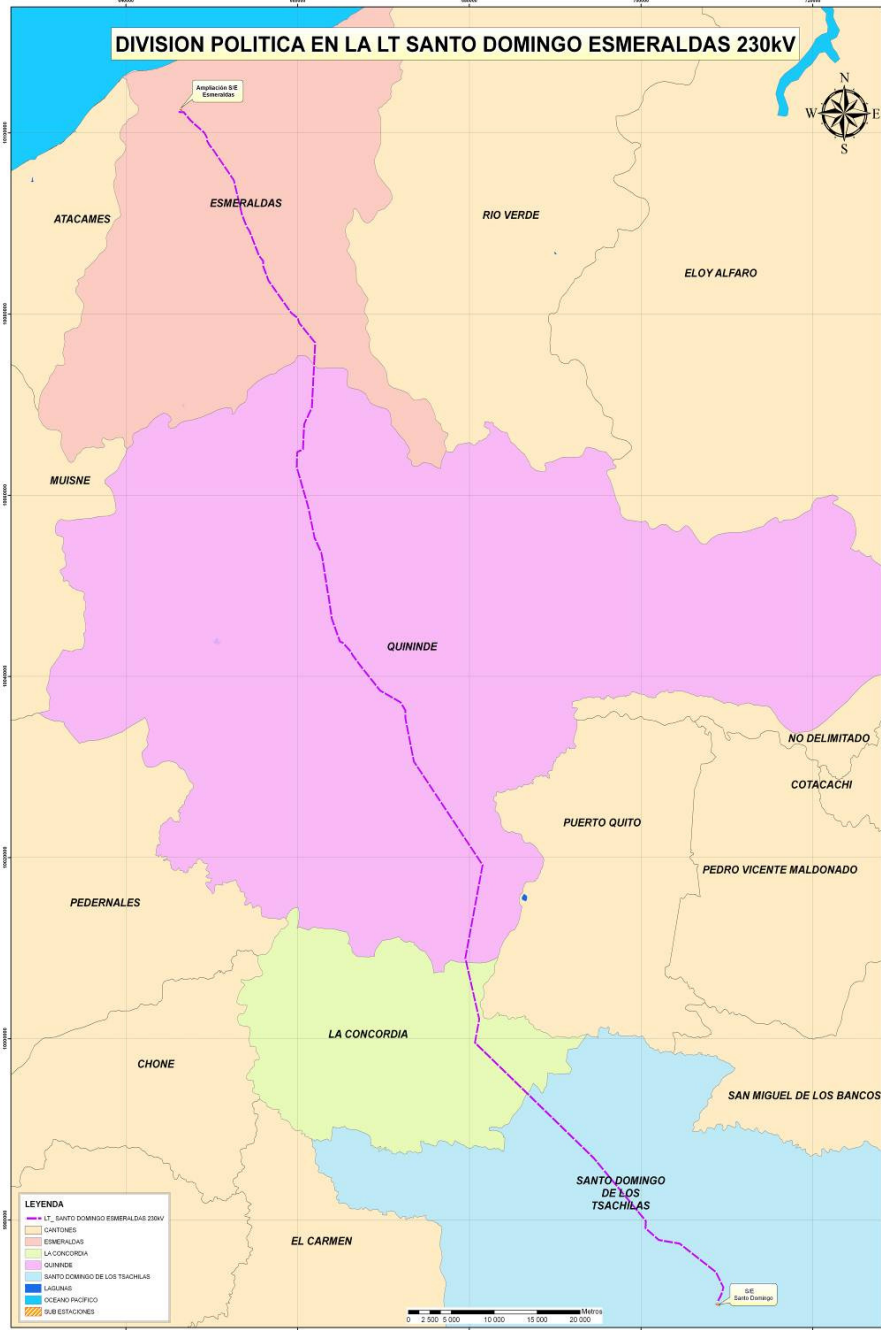 DIVISION POLITICA EN LA LT SANTO DOMINGO ESMERALDAS 230kV
Ampliación S/E
Esmeraldas
N
W
E
S
ATACAMES
ESMERALDAS
RIO VERDE
ELOY ALFARO
MUISNE
QUININDE
NO DELIMITADO
COTACACHI
PUERTO QUITO
PEDRO VICENTE MALDONADO
PEDERNALES
LA CONCORDIA
CHONE
SAN MIGUEL DE LOS BANCOS
SANTO DOMINGO
DE LOS
TSACHILAS
EL CARMEN
S/E
Santo Domingo
LEYENDA
LT_ SANTO DOMINGO ESMERALDAS 230kV
CANTONES
ESMERALDAS
LA CONCORDIA
QUININDE
SANTO DOMINGO DE LOS TSACHILAS
LAGUNAS
OCEANO PACÍFICO
SUB ESTACIONES
Metros
0 2 500 5 000 10 000 15 000 20 000